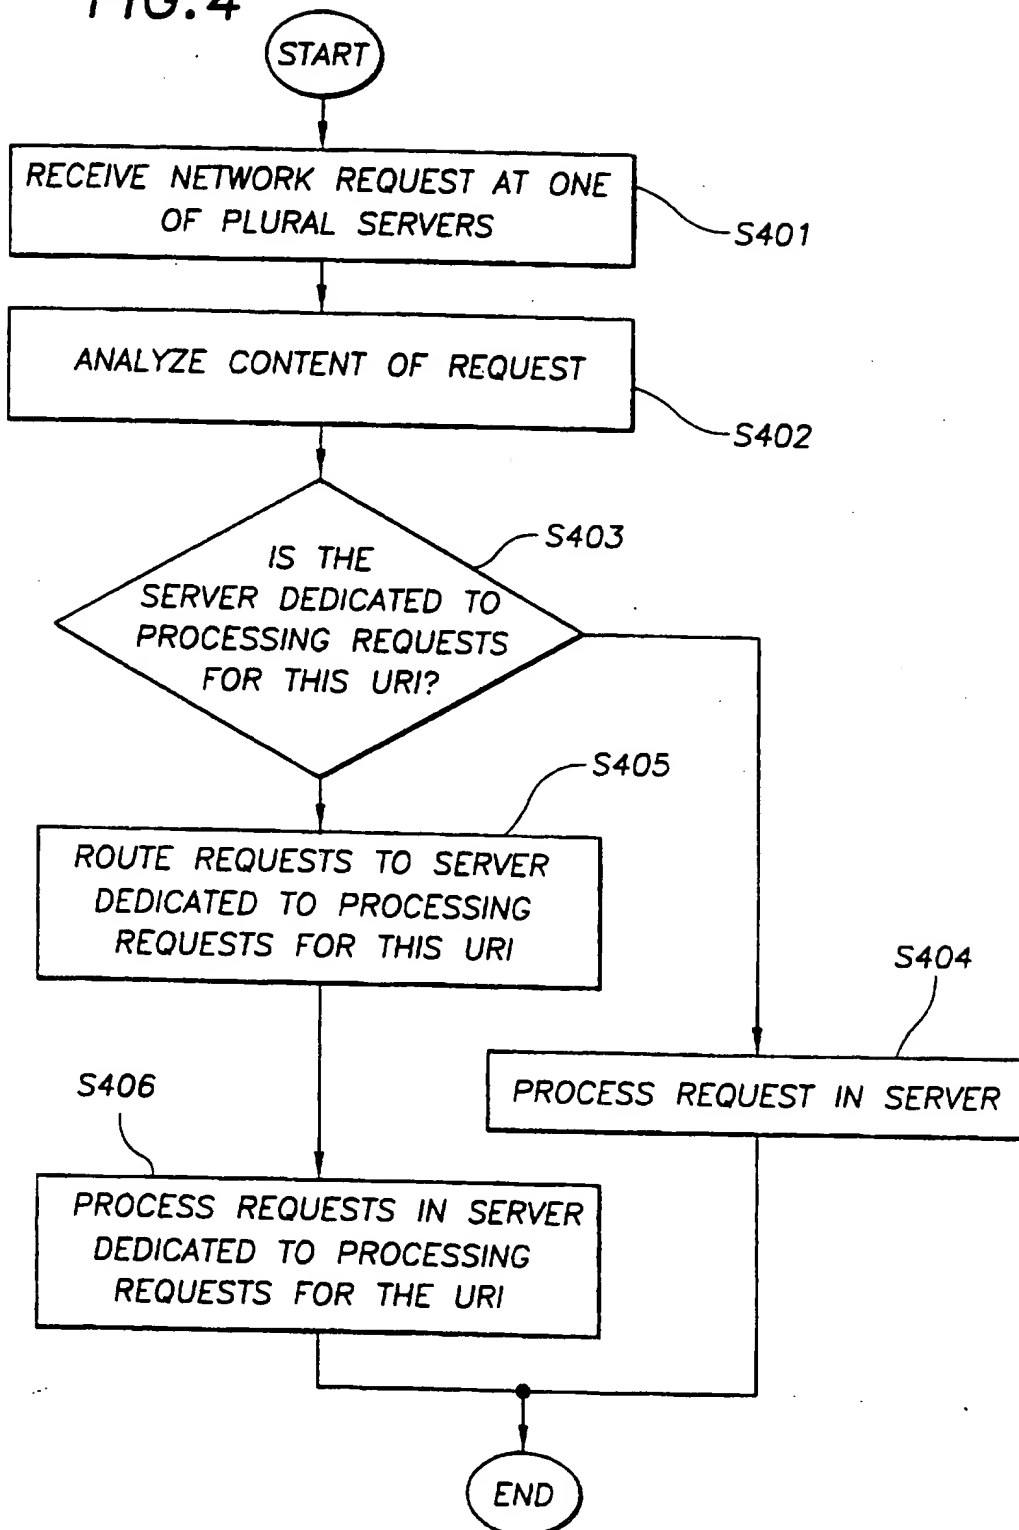 FIG.4
START
RECEIVE NETWORK REQUEST AT ONE
OF PLURAL SERVERS
S401
ANALYZE CONTENT OF REQUEST
S402
S403
IS THE
SERVER DEDICATED TO
PROCESSING REQUESTS
FOR THIS URI?
S405
ROUTE REQUESTS TO SERVER
DEDICATED TO PROCESSING
REQUESTS FOR THIS URI
S404
PROCESS REQUEST IN SERVER
S406
PROCESS REQUESTS IN SERVER
DEDICATED TO PROCESSING
REQUESTS FOR THE URI
END